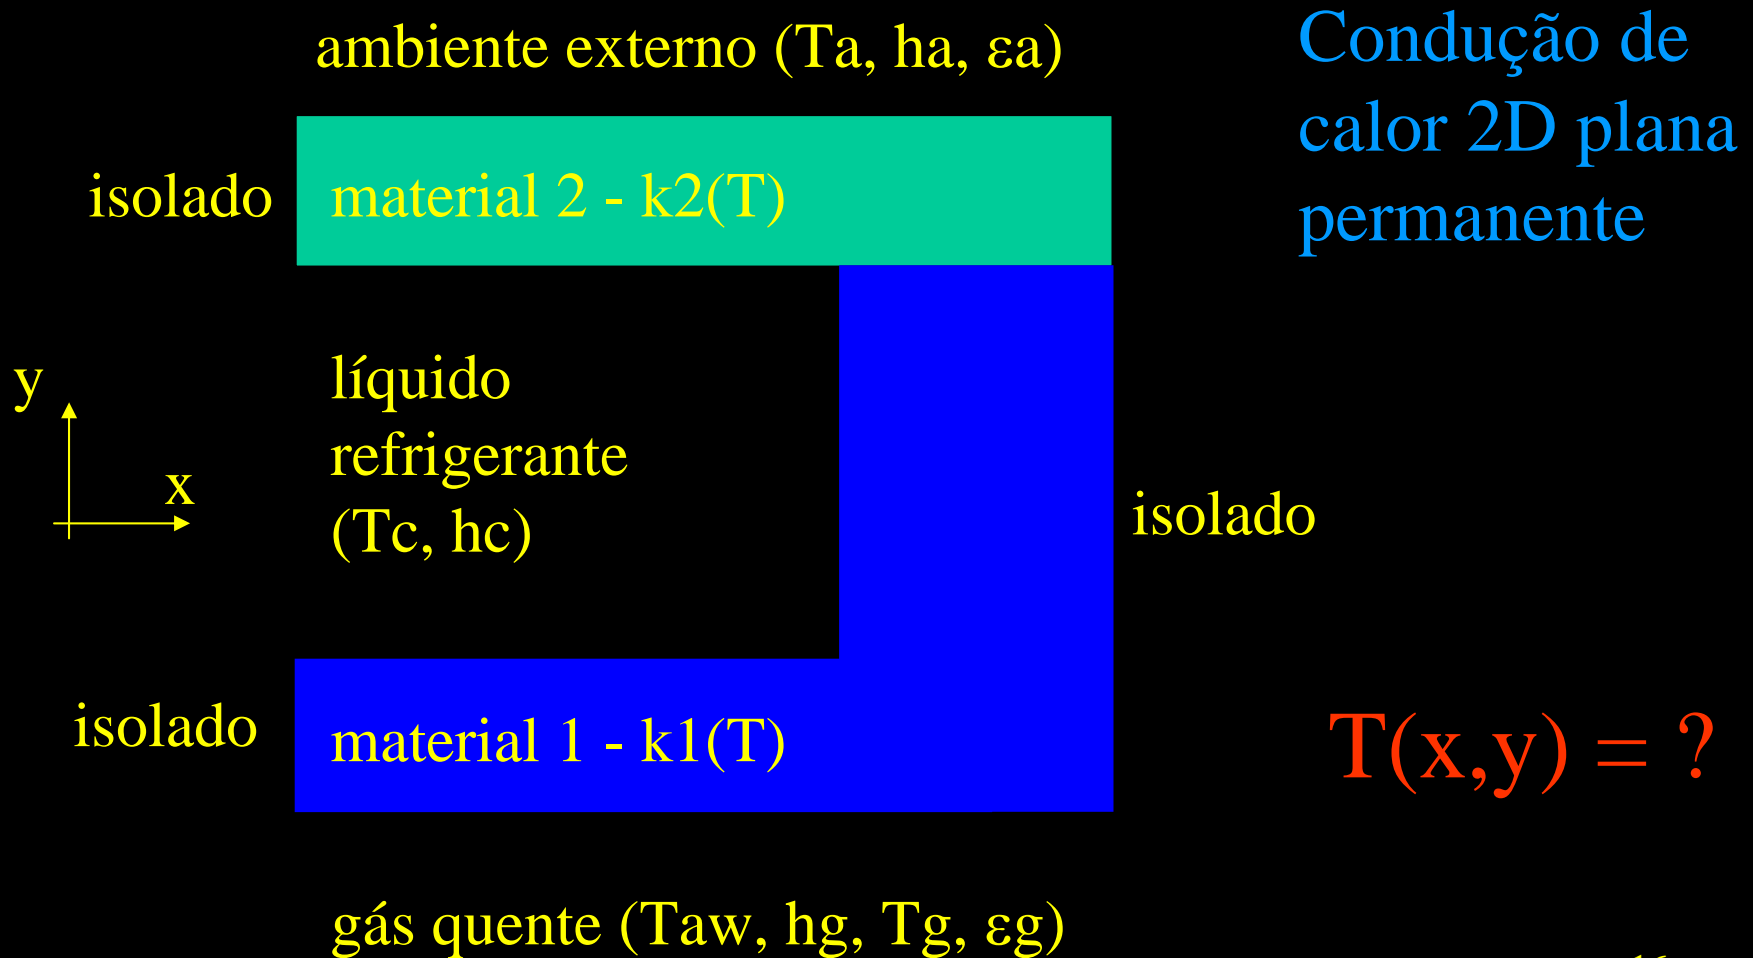 ambiente externo (Ta, ha, εa)
Condução de
calor 2D plana
permanente
isolado
material 2 - k2(T)
y
x
líquido
refrigerante
(Tc, hc)
isolado
isolado
material 1 - k1(T)
T(x,y) = ?
gás quente (Taw, hg, Tg, εg)